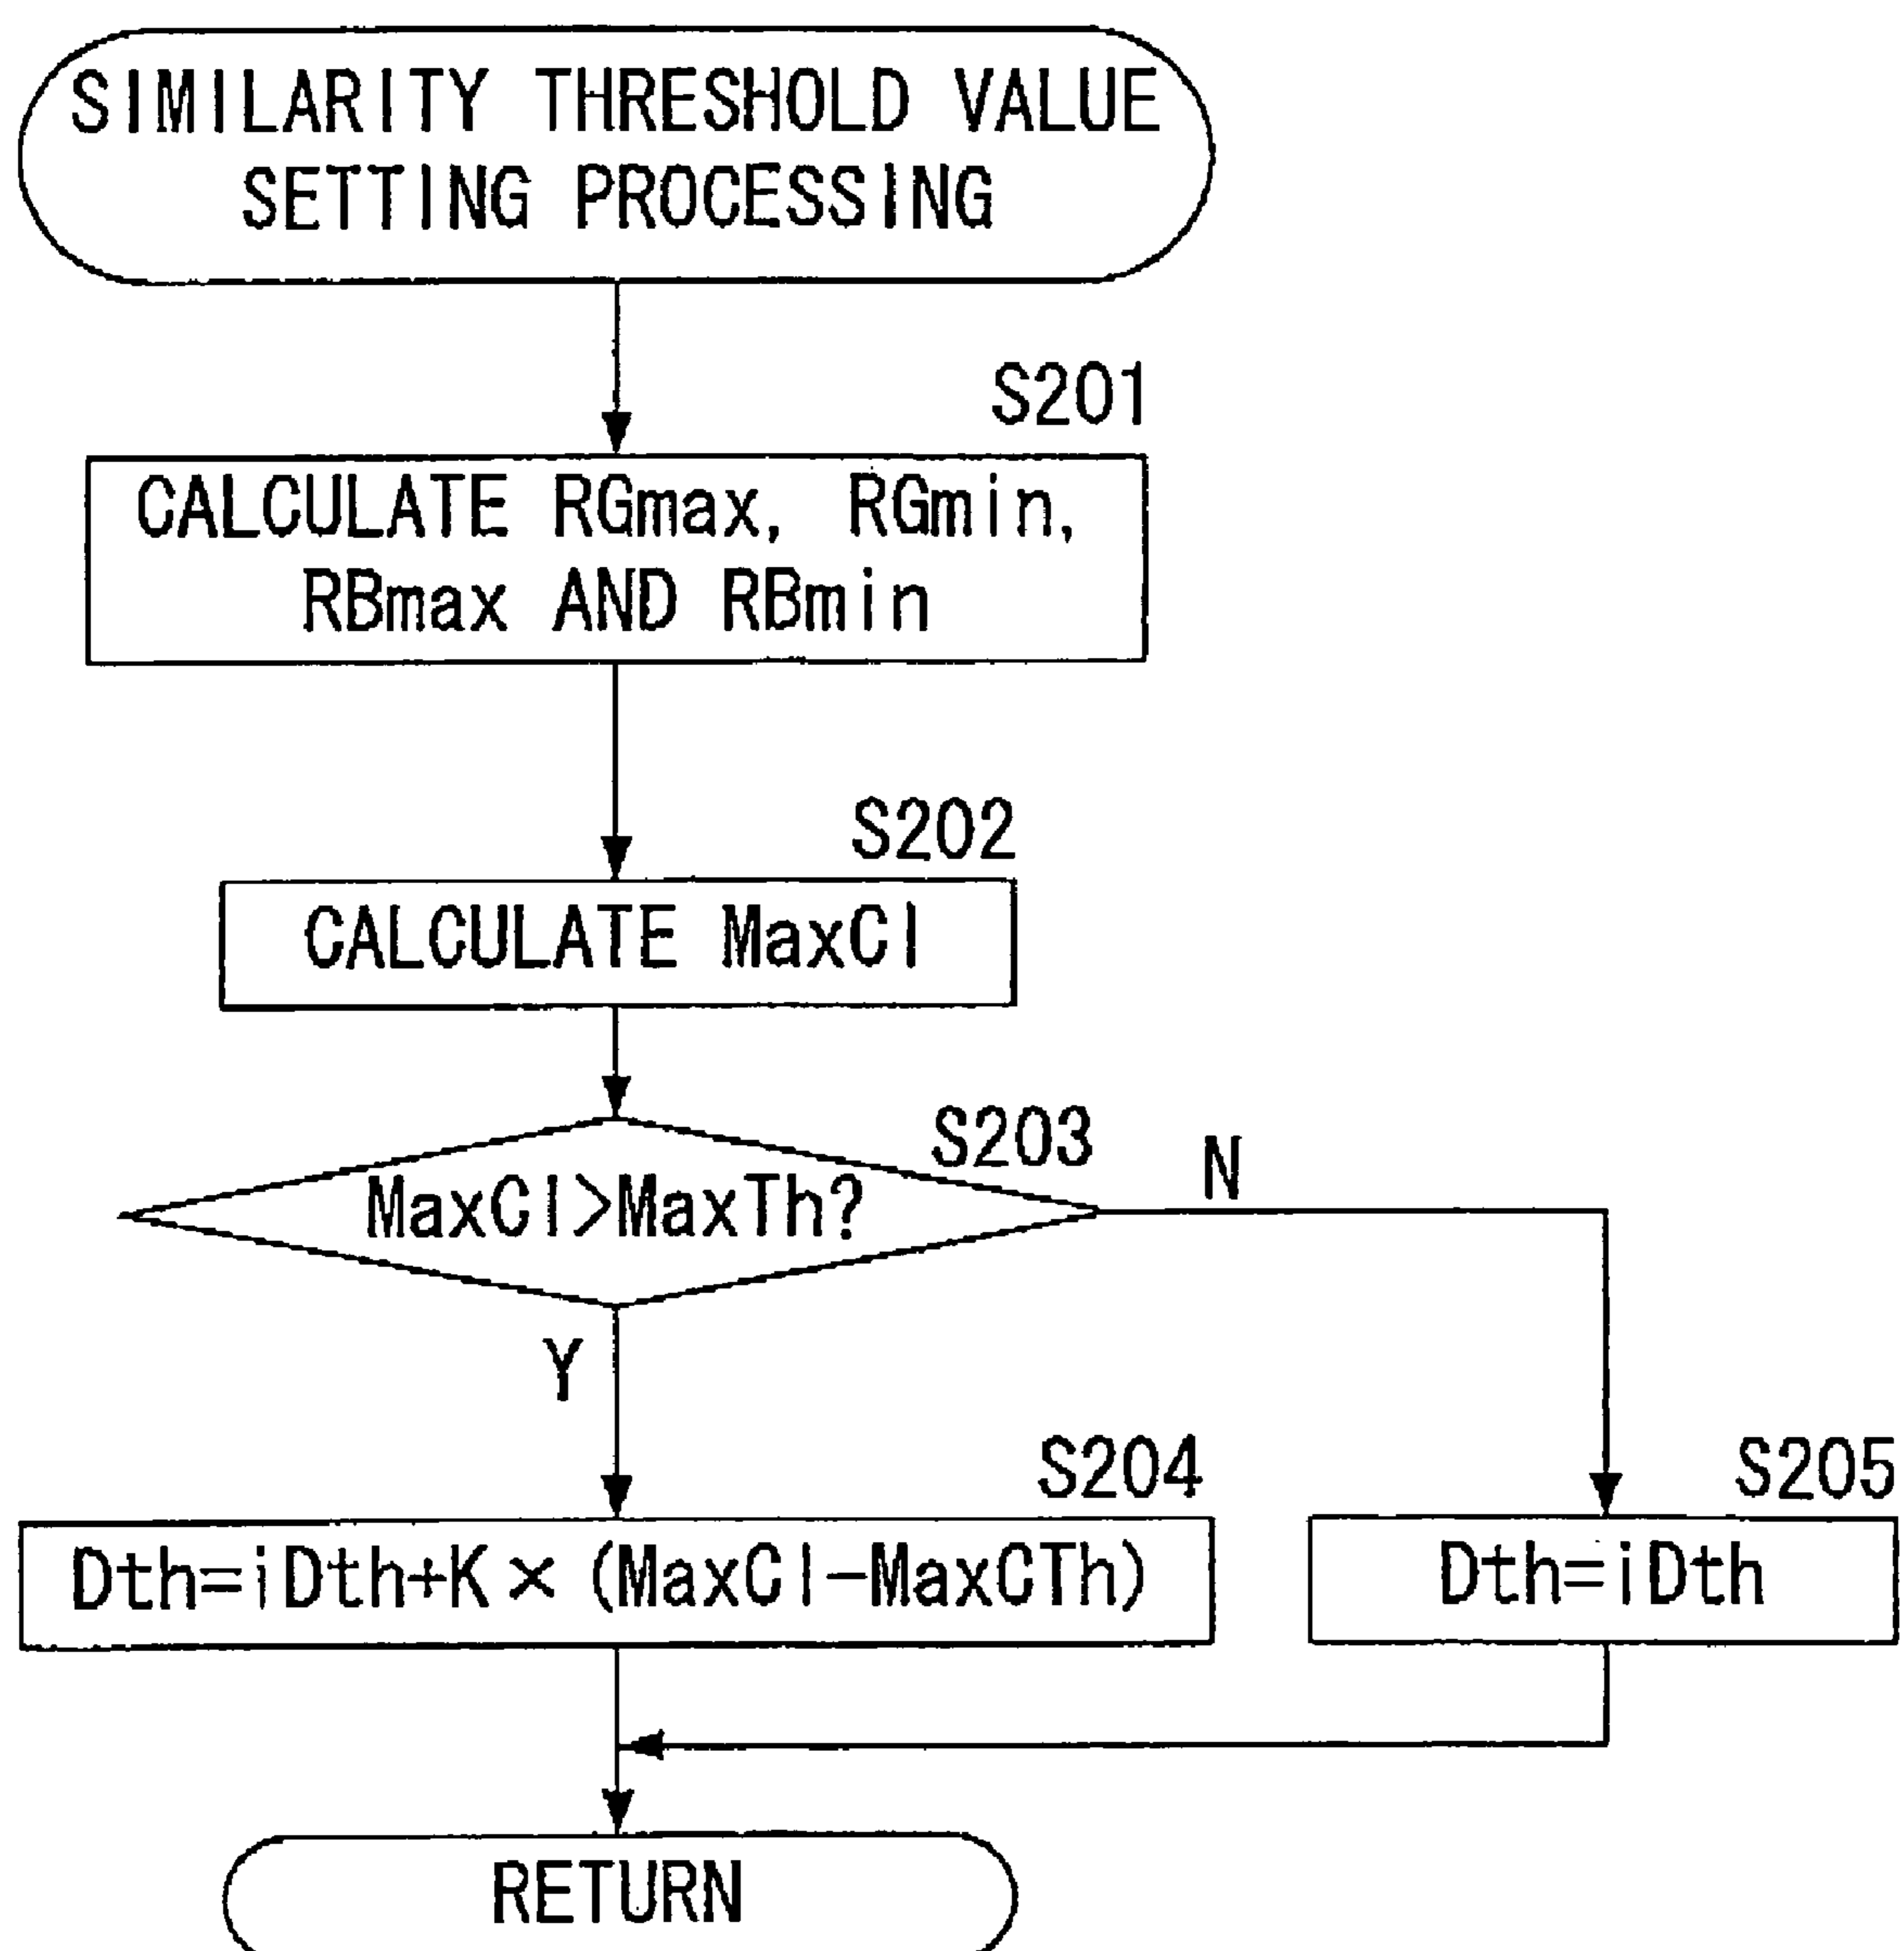 SIMILARITY THRESHOLD VALUE
SETTING PROCESSING
S201
CALCULATE RGmax, RGmin,
RBmax AND RBmin
S202
CALCULATE MaxCl
S203
MaxCl>MaxTh?
N
Y
S204
Dth=iDth+K×(MaxCl-MaxCTh)
S205
Dth=iDth
RETURN